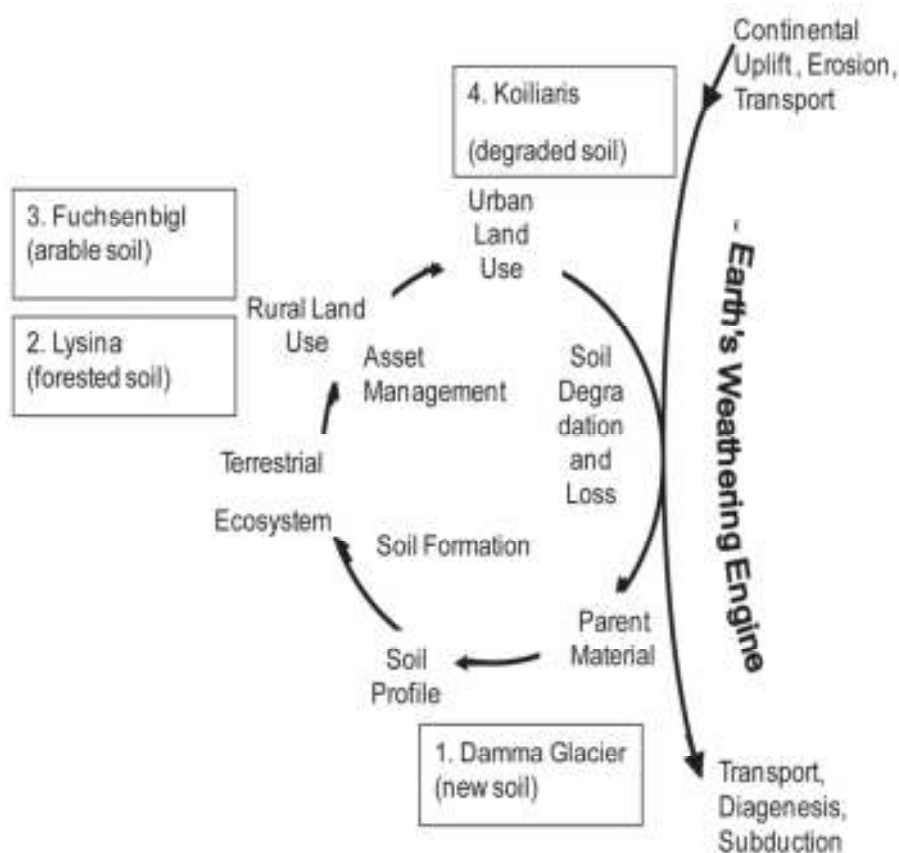 Continental
Uplift, Erosion,
Transport
4. Koiliaris
(degraded soil)
Urban
Land
Use
3. Fuchsenbigl
(arable soil)
Rural Land
Use
2. Lysina
(forested soil)
Asset
Management
Soil
Degra
dation
and
Loss
- Earth's Weathering Engine
Terrestrial
Ecosystem
Soil Formation
Parent
Material
Soil
Profile
1. Damma Glacier
(new soil)
Transport,
Diagenesis,
Subduction